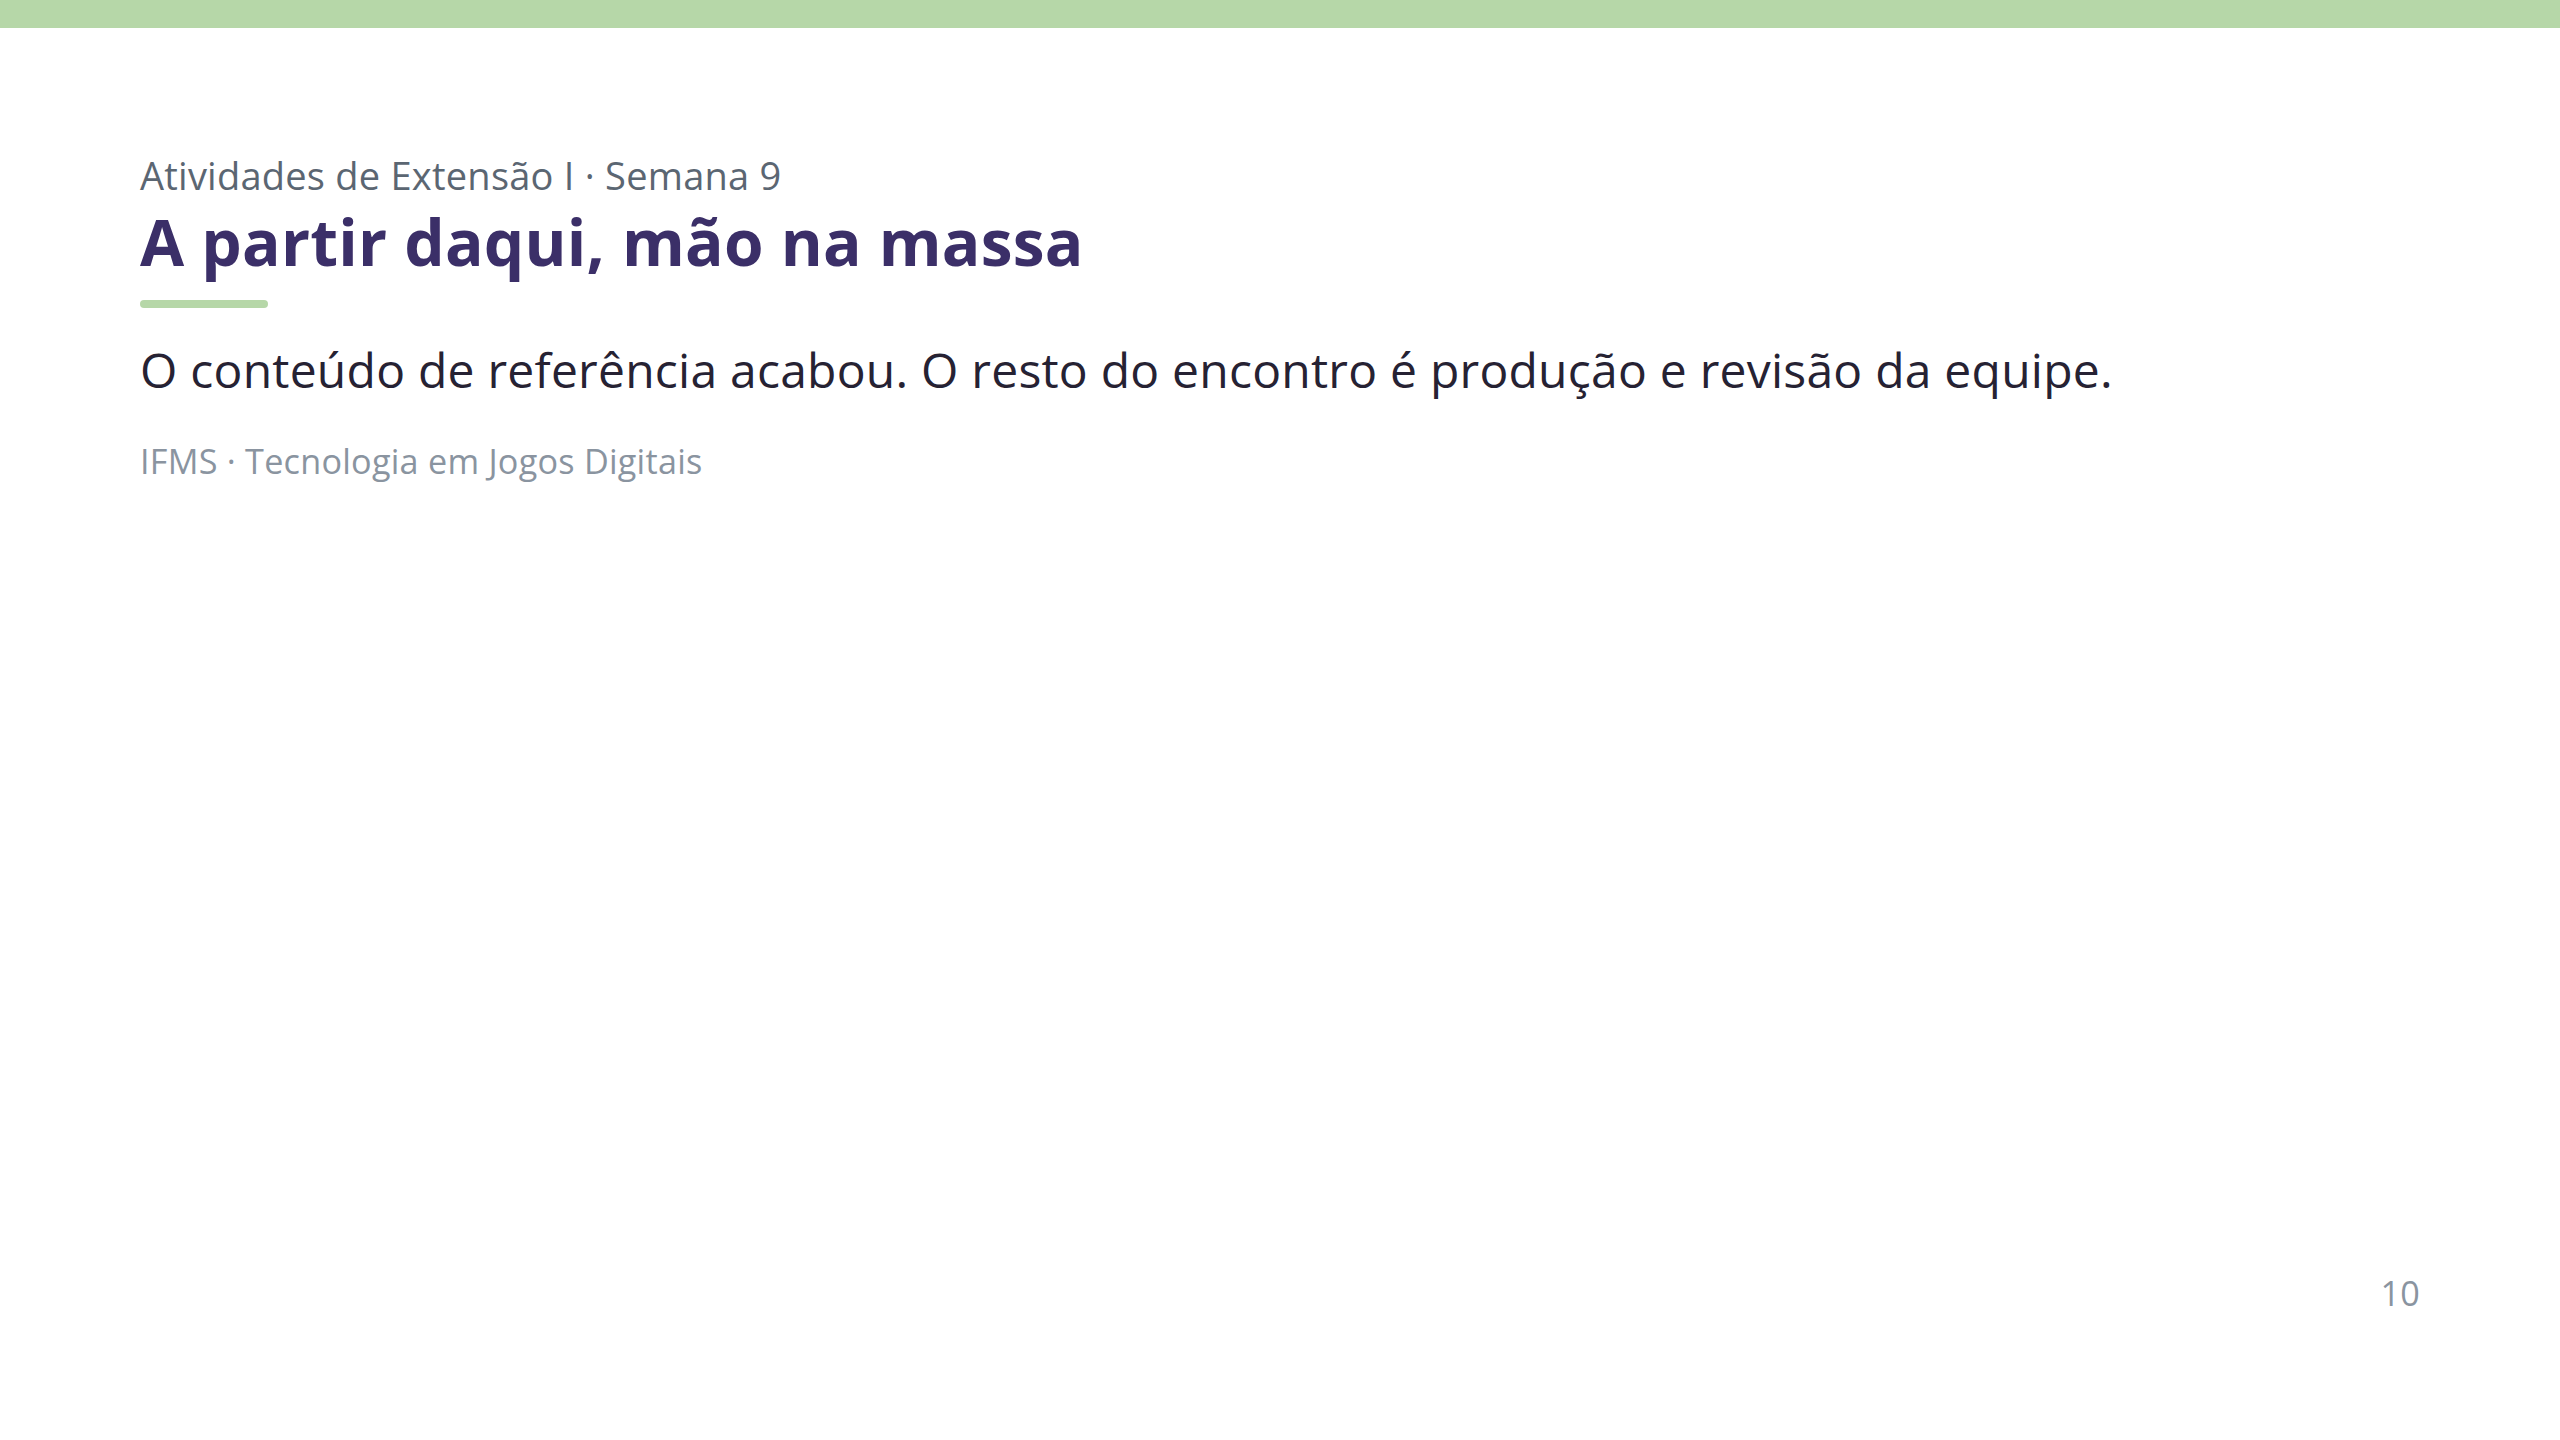 Atividades de Extensão I · Semana 9
A partir daqui, mão na massa
O conteúdo de referência acabou. O resto do encontro é produção e revisão da equipe.
IFMS · Tecnologia em Jogos Digitais
10